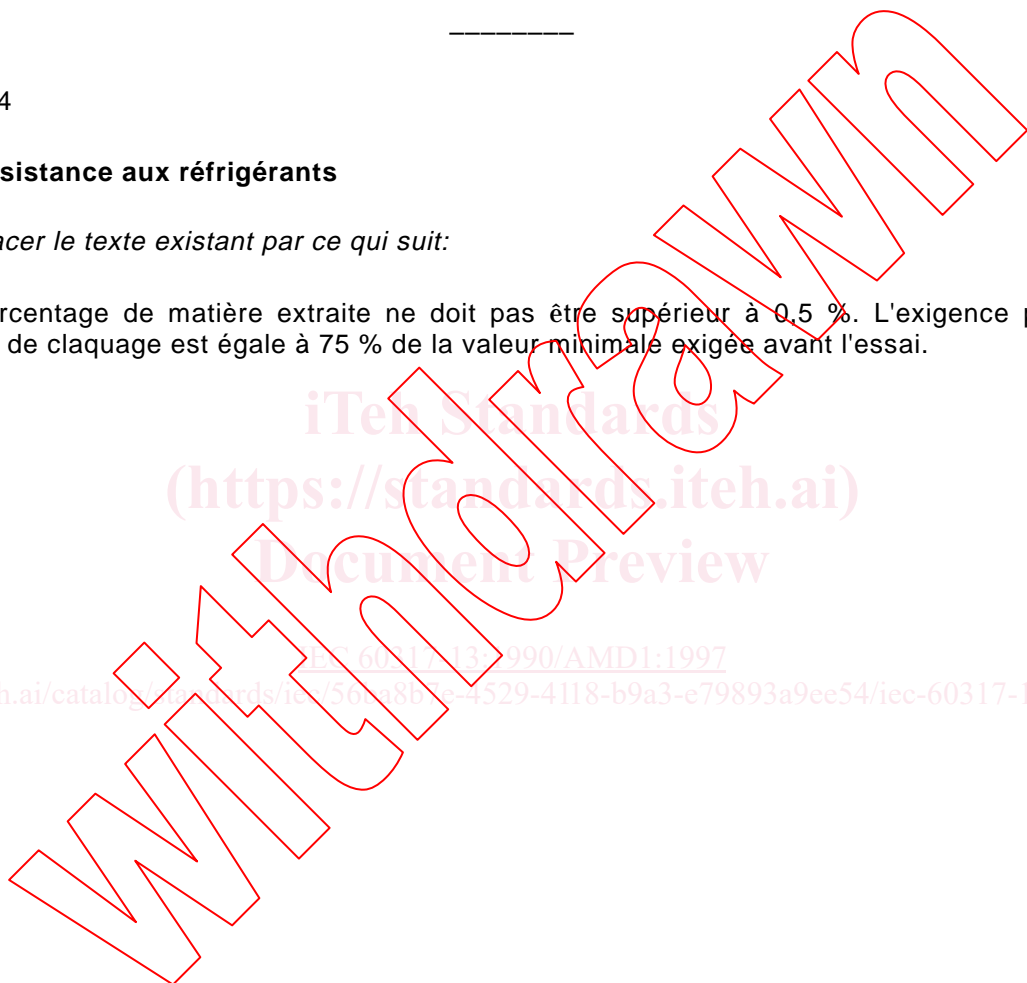 4
sistance aux réfrigérants
acer le texte existant par ce qui suit:
rcentage de matière extraite ne doit pas être supérieur à 0,5 %. L'exigence p
de claquage est égale à 75 % de la valeur minimale exigée avant l'essai.
iTeh Standards
(https://standards.iteh.ai)
Document Preview
IEC 60317-13:1990/AMD1:1997
h.ai/catalog/standards/iec/56ea8b7e-4529-4118-b9a3-e79893a9ee54/iec-60317-1
withdrawn